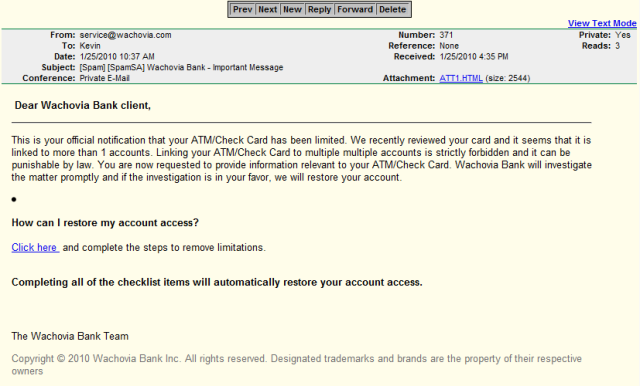 Prev Next New Reply Forward Delete
View Text Mode
From: service@wachovia.com Number: 371 Private: Yes
To: Kevin Reference: None Reads: 3
Date: 1/25/2010 10:37 AM Received: 1/25/2010 4:35 PM
Subject: [Spam] [SpamSA] Wachovia Bank - Important Message
Conference: Private E-Mail Attachment: ATT1.HTML (size: 2544)
Dear Wachovia Bank client,
This is your official notification that your ATM/Check Card has been limited. We recently reviewed your card and it seems that it is
linked to more than 1 accounts. Linking your ATM/Check Card to multiple multiple accounts is strictly forbidden and it can be
punishable by law. You are now requested to provide information relevant to your ATM/Check Card. Wachovia Bank will investigate
the matter promptly and if the investigation is in your favor, we will restore your account.
•
How can I restore my account access?
Click here and complete the steps to remove limitations.
Completing all of the checklist items will automatically restore your account access.
The Wachovia Bank Team
Copyright © 2010 Wachovia Bank Inc. All rights reserved. Designated trademarks and brands are the property of their respective
owners